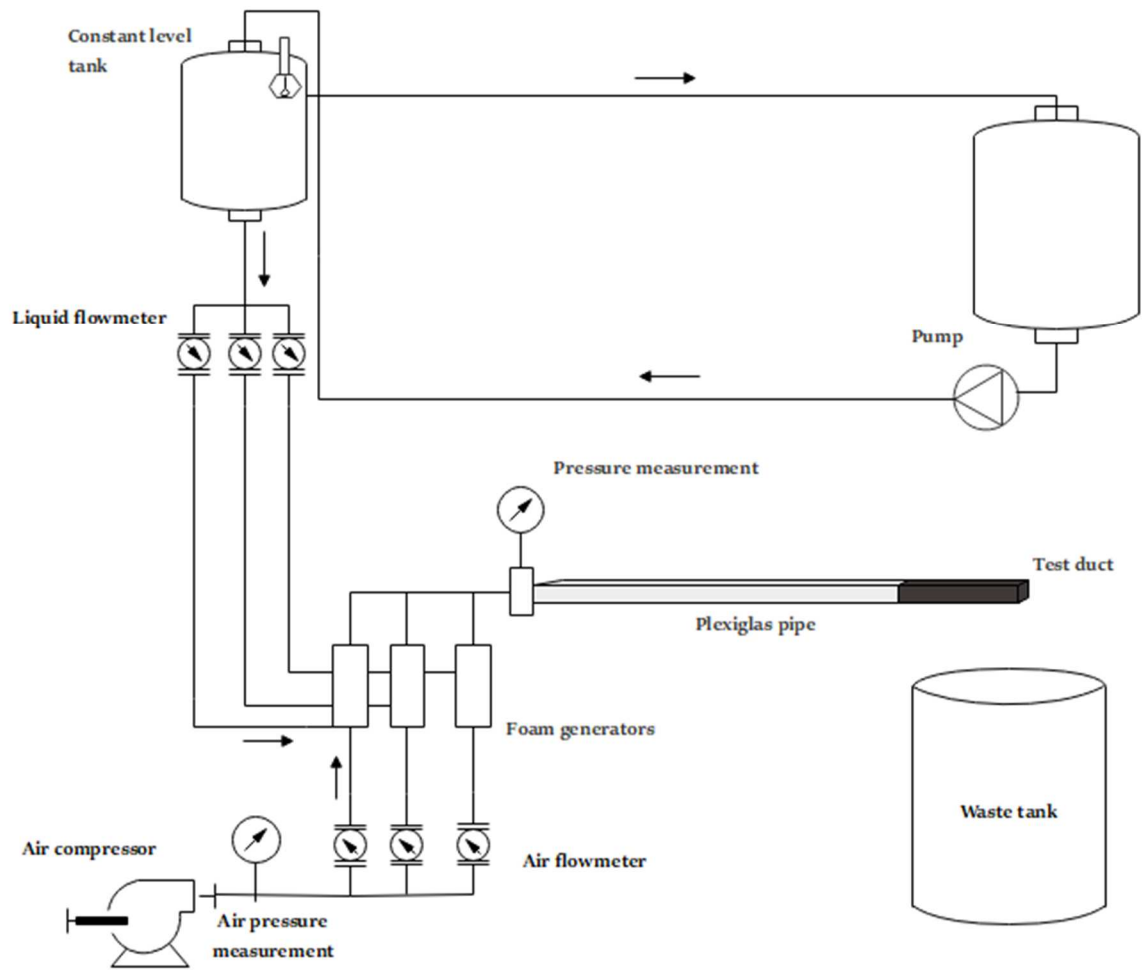 Constant level
tank
Liquid flowmeter
Pump
Pressure measurement
Test duct
Plexiglas pipe
Foam generators
Waste tank
Air compressor
Air flowmeter
Air pressure
measurement